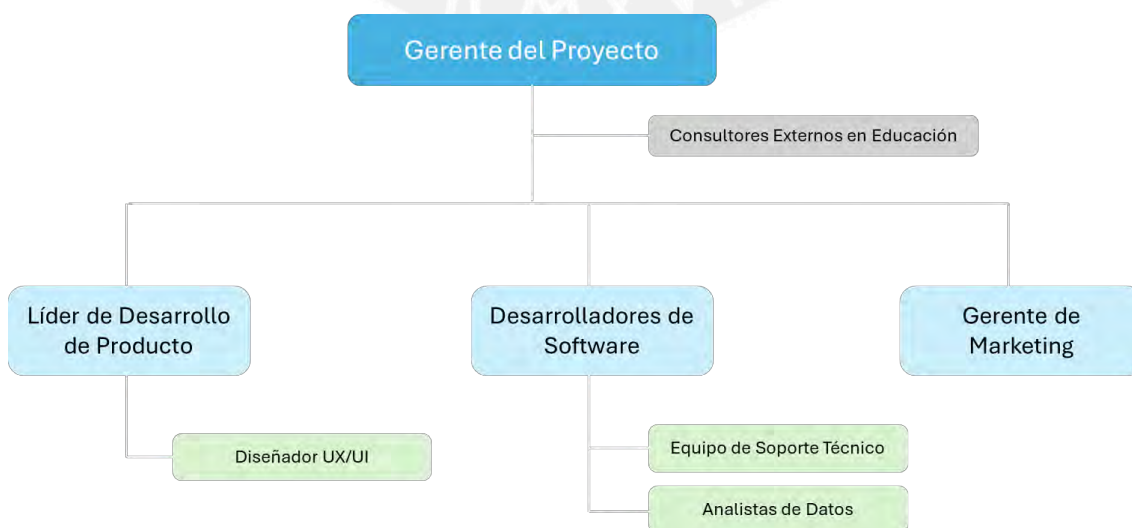 Gerente del Proyecto
Consultores Externos en Educación
Líder de Desarrollo
de Producto
Desarrolladores de
Software
Gerente de
Marketing
Diseñador UX/UI
Equipo de Soporte Técnico
Analistas de Datos